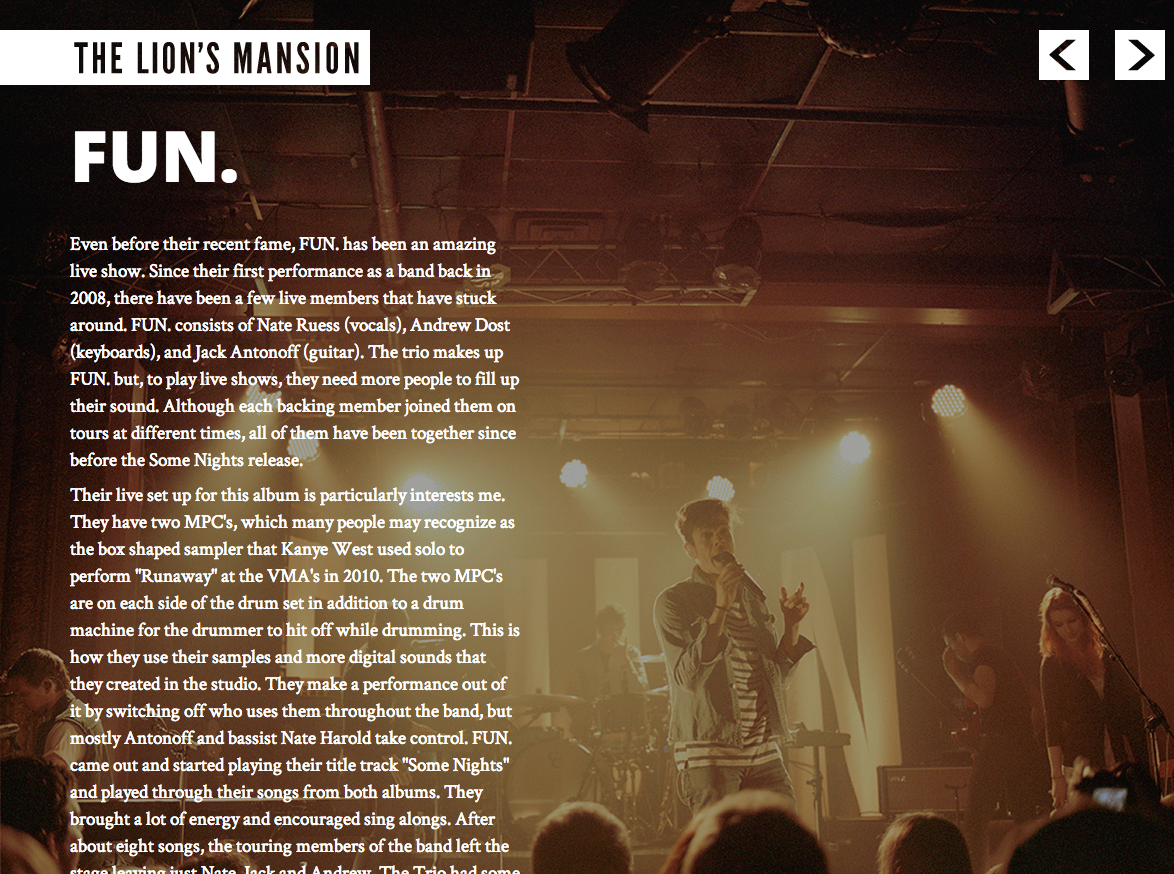 THE LION'S MANSION
FUN.
Even before their recent fame, FUN. has been an amazing
live show. Since their first performance as a band back in
2008, there have been a few live members that have stuck
around. FUN. consists of Nate Ruess (vocals), Andrew Dost
(keyboards), and Jack Antonoff (guitar). The trio makes up
FUN. but, to play live shows, they need more people to fill up
their sound. Although each backing member joined them on
tours at different times, all of them have been together since
before the Some Nights release.
Their live set up for this album is particularly interests me.
They have two MPC's, which many people may recognize as
the box shaped sampler that Kanye West used solo to
perform "Runaway" at the VMA's in 2010. The two MPC's
are on each side of the drum set in addition to a drum
machine for the drummer to hit off while drumming. This is
how they use their samples and more digital sounds that
they created in the studio. They make a performance out of
it by switching off who uses them throughout the band, but
mostly Antonoff and bassist Nate Harold take control. FUN.
came out and started playing their title track "Some Nights"
and played through their songs from both albums. They
brought a lot of energy and encouraged sing alongs. After
about eight songs, the touring members of the band left the
stage leaving just Nate, Jack and Andrew. The Trio had some